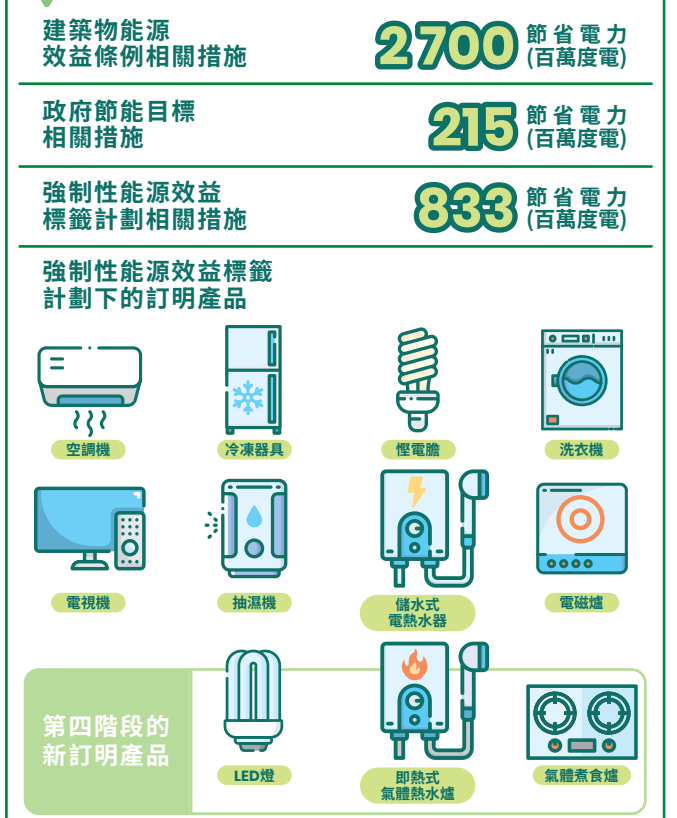 建築物能源
效益條例相關措施
2700
節省電力
(百萬度電)
政府節能目標
相關措施
215
節省電力
(百萬度電)
強制性能源效益
標籤計劃相關措施
833
節省電力
(百萬度電)
強制性能源效益標籤
計劃下的訂明產品
空調機
冷凍器具
慳電膽
洗衣機
電視機
抽濕機
儲水式
電熱水器
電磁爐
第四階段的
新訂明產品
LED燈
即熱式
氣體熱水爐
氣體煮食爐